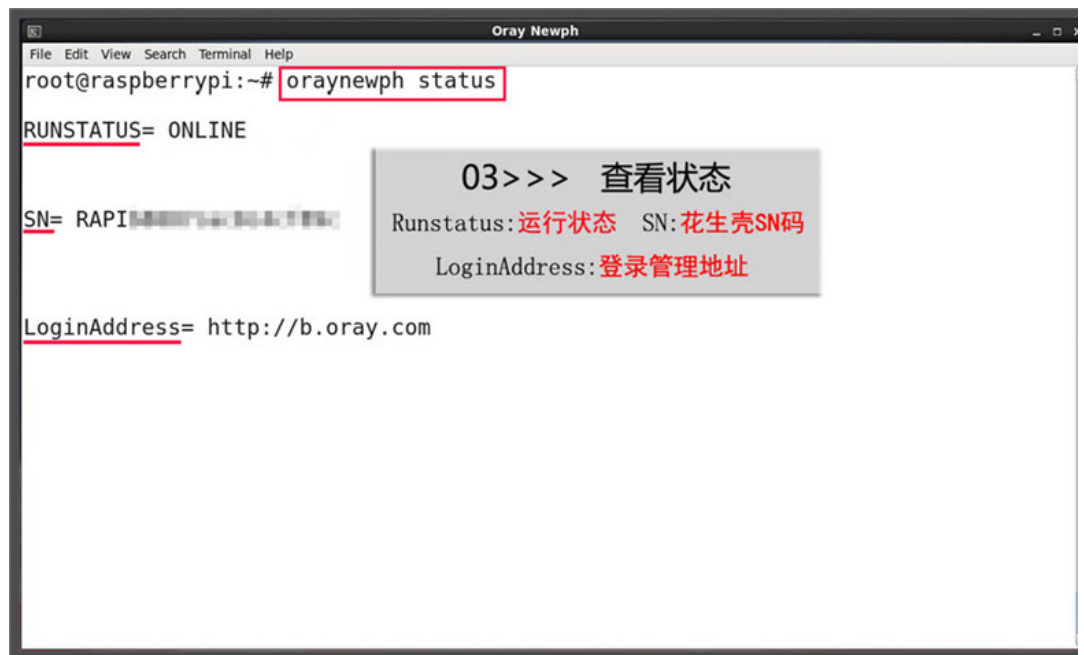 Oray Newph
File Edit View Search Terminal Help
root@raspberrypi:~# oraynewph status
RUNSTATUS= ONLINE
03>>> 查看状态
SN= RAPI
Runstatus:运行状态 SN:花生壳SN码
LoginAddress:登录管理地址
LoginAddress= http://b.oray.com